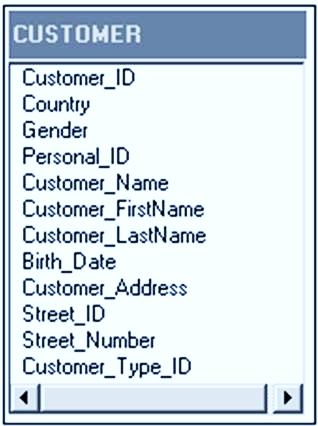 CUSTOMER
Customer_ID
Country
Gender
Personal_ID
Customer_Name
Customer_FirstName
Customer_LastName
Birth_Date
Customer_Address
Street_ID
Street_Number
Customer_Type_ID